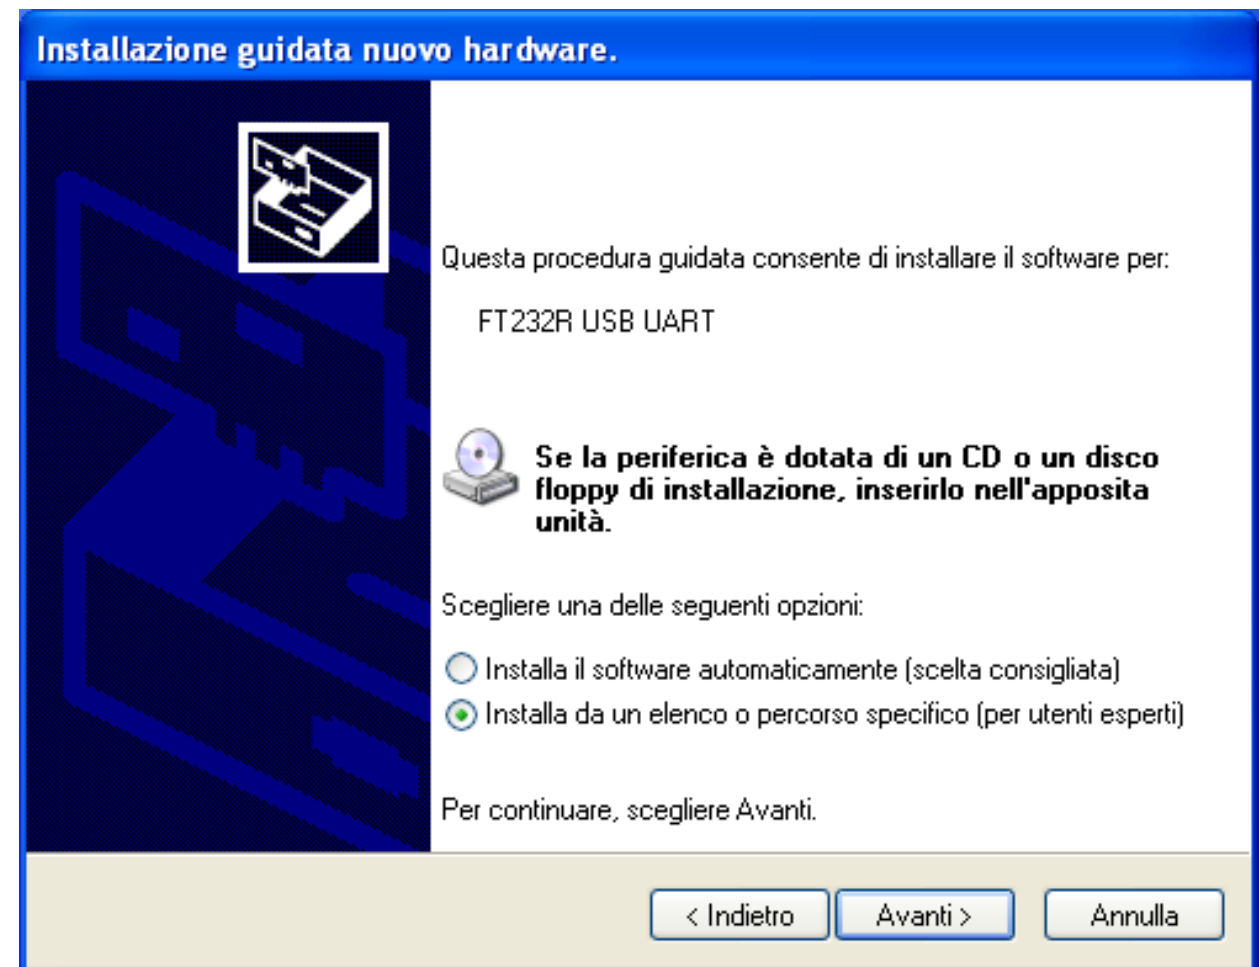 Installazione guidata nuovo hardware.
Questa procedura guidata consente di installare il software per:
FT232R USB UART
Se la periferica è dotata di un CD o un disco
floppy di installazione, inserirlo nell'apposita
unità.
Scegliere una delle seguenti opzioni:
Installa il software automaticamente (scelta consigliata)
Installa da un elenco o percorso specifico (per utenti esperti)
Per continuare, scegliere Avanti.
< Indietro Avanti > Annulla